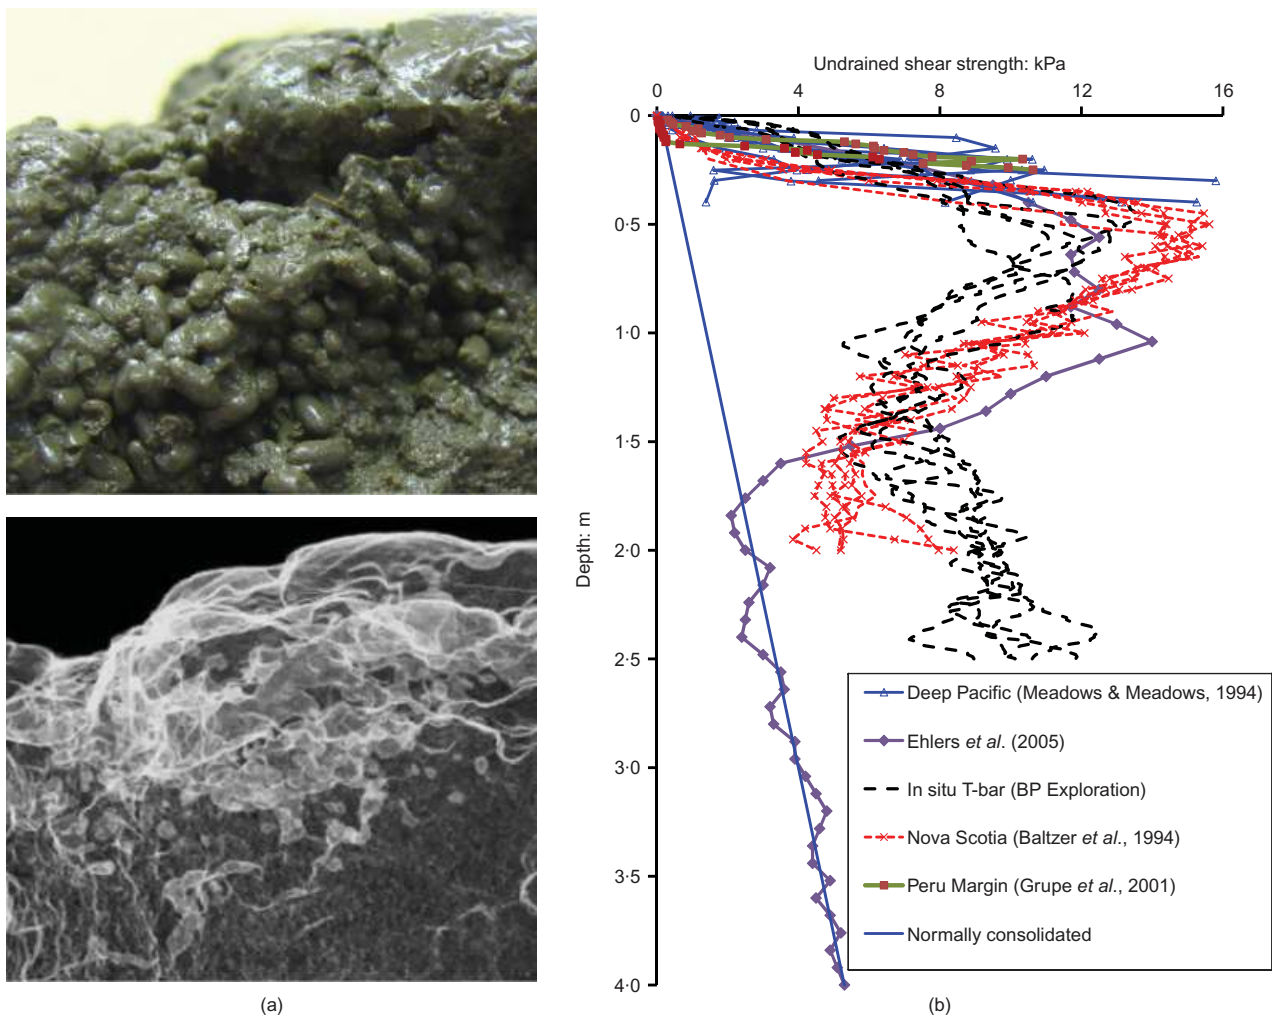 Undrained shear strength: kPa
0 4 8 12 16
0
0·5
1·0
1·5
2·0
2·5
3·0
3·5
4·0
Depth: m
Deep Pacific (Meadows & Meadows, 1994)
Ehlers et al. (2005)
In situ T-bar (BP Exploration)
Nova Scotia (Baltzer et al., 1994)
Peru Margin (Grupe et al., 2001)
Normally consolidated
(a)
(b)